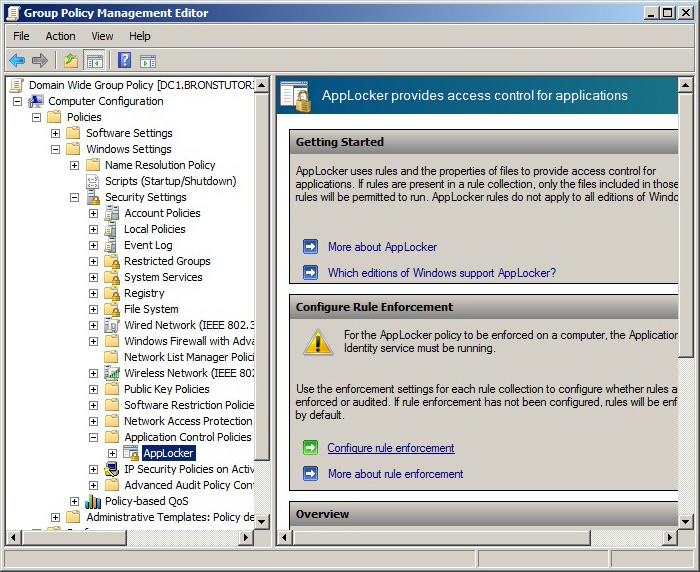 Group Policy Management Editor
File Action View Help
Domain Wide Group Policy [DC1.BRONSTUTOR
Computer Configuration
Policies
Software Settings
Windows Settings
Name Resolution Policy
Scripts (Startup/Shutdown)
Security Settings
Account Policies
Local Policies
Event Log
Restricted Groups
System Services
Registry
File System
Wired Network (IEEE 802.3
Windows Firewall with Adva
Network List Manager Polici
Wireless Network (IEEE 802
Public Key Policies
Software Restriction Policie
Network Access Protection
Application Control Policies
AppLocker
IP Security Policies on Activ
Advanced Audit Policy Con
Policy-based QoS
Administrative Templates: Policy de
AppLocker provides access control for applications
Getting Started
AppLocker uses rules and the properties of files to provide access control for
applications. If rules are present in a rule collection, only the files included in those
rules will be permitted to run. AppLocker rules do not apply to all editions of Windo
More about AppLocker
Which editions of Windows support AppLocker?
Configure Rule Enforcement
For the AppLocker policy to be enforced on a computer, the Application
Identity service must be running.
Use the enforcement settings for each rule collection to configure whether rules a
enforced or audited. If rule enforcement has not been configured, rules will be enf
by default.
Configure rule enforcement
More about rule enforcement
Overview